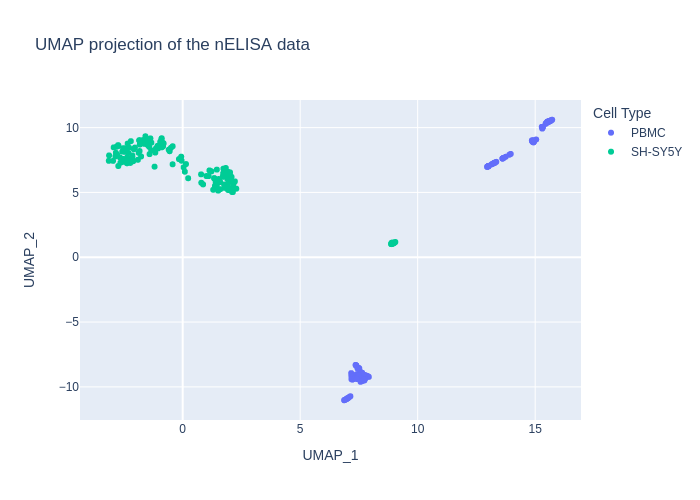 UMAP projection of the nELISA data
Cell Type
PBMC
SH-SY5Y
10
5
0
−5
−10
UMAP_2
0
5
10
15
UMAP_1